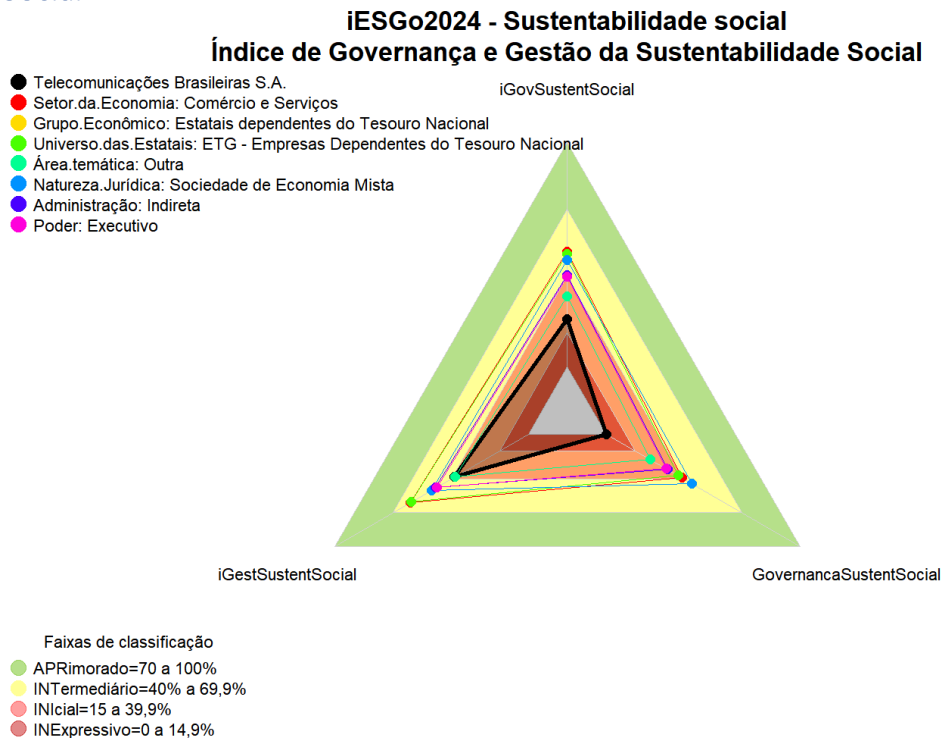 iESGo2024 - Sustentabilidade social
Índice de Governança e Gestão da Sustentabilidade Social
Telecomunicações Brasileiras S.A.
Setor.da.Economia: Comércio e Serviços
Grupo.Econômico: Estatais dependentes do Tesouro Nacional
Universo.das.Estatais: ETG - Empresas Dependentes do Tesouro Nacional
Área.temática: Outra
Natureza.Jurídica: Sociedade de Economia Mista
Administração: Indireta
Poder: Executivo
iGovSustentSocial
iGestSustentSocial
GovernancaSustentSocial
Faixas de classificação
APRimorado=70 a 100%
INTermediário=40% a 69,9%
INIcial=15 a 39,9%
INExpressivo=0 a 14,9%